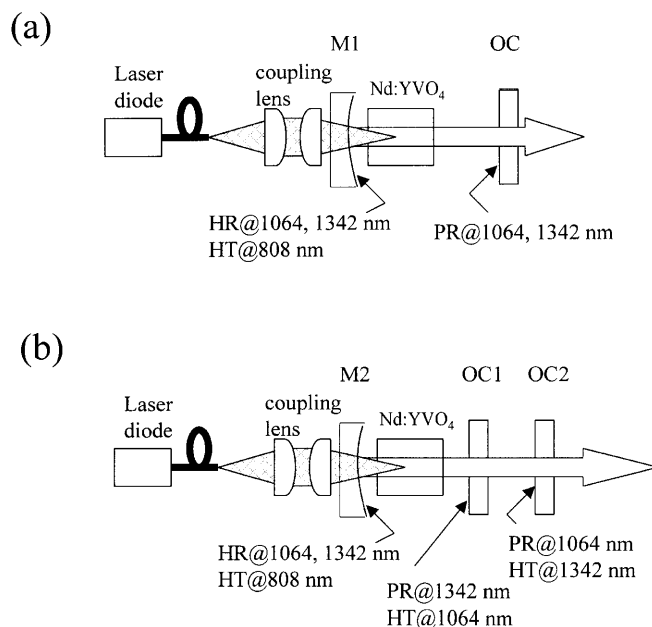 (a)
M1
OC
Laser
diode
coupling
lens
Nd:YVO₄
HR@1064, 1342 nm
HT@808 nm
PR@1064, 1342 nm
(b)
M2
OC1
OC2
Laser
diode
coupling
lens
Nd:YVO₄
HR@1064, 1342 nm
HT@808 nm
PR@1342 nm
HT@1064 nm
PR@1064 nm
HT@1342 nm